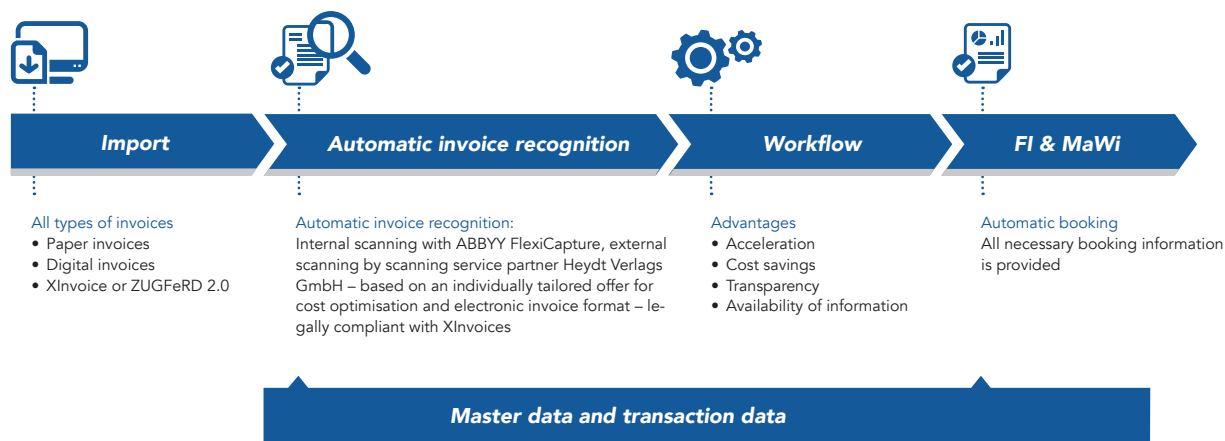 Import
Automatic invoice recognition
Workflow
FI & MaWi
All types of invoices
• Paper invoices
• Digital invoices
• XInvoice or ZUGFeRD 2.0
Automatic invoice recognition:
Internal scanning with ABBYY FlexiCapture, external
scanning by scanning service partner Heydt Verlags
GmbH – based on an individually tailored offer for
cost optimisation and electronic invoice format – le-
gally compliant with XInvoices
Advantages
• Acceleration
• Cost savings
• Transparency
• Availability of information
Automatic booking
All necessary booking information
is provided
Master data and transaction data